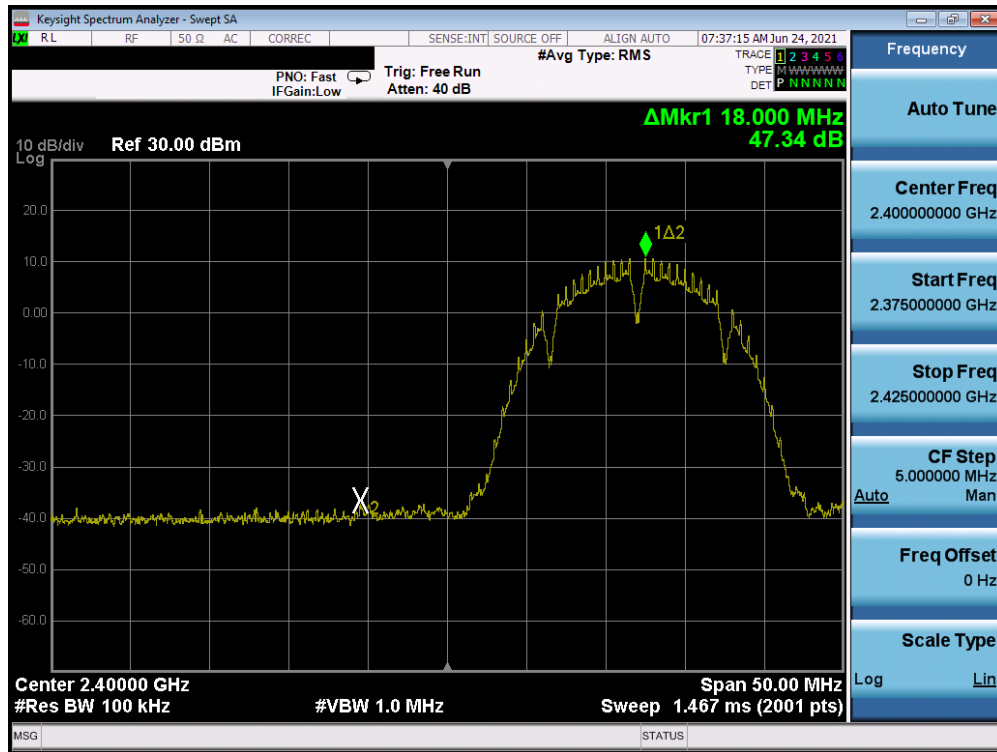 Keysight Spectrum Analyzer - Swept SA
LXI RL RF 50 Ω AC CORREC SENSE:INT SOURCE OFF ALIGN AUTO 07:37:15 AM Jun 24, 2021
#Avg Type: RMS TRACE 1 2 3 4 5 6
PNO: Fast Trig: Free Run TYPE M W W W W W
IFGain:Low Atten: 40 dB DET P N N N N N
ΔMkr1 18.000 MHz
47.34 dB
10 dB/div Ref 30.00 dBm
Log
20.0
1Δ2
10.0
0.00
-10.0
-20.0
-30.0
X2
-40.0
-50.0
-60.0
Center 2.40000 GHz Span 50.00 MHz
#Res BW 100 kHz #VBW 1.0 MHz Sweep 1.467 ms (2001 pts)
MSG STATUS
Frequency
Auto Tune
Center Freq
2.400000000 GHz
Start Freq
2.375000000 GHz
Stop Freq
2.425000000 GHz
CF Step
5.000000 MHz
Auto Man
Freq Offset
0 Hz
Scale Type
Log Lin